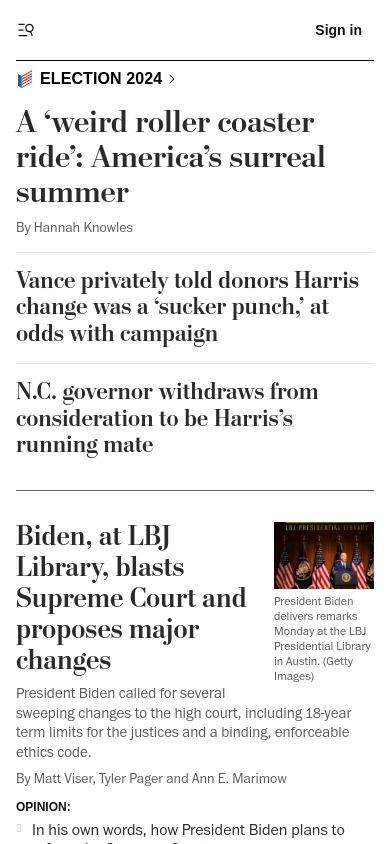 Sign in
ELECTION 2024
A ‘weird roller coaster
ride’: America’s surreal
summer
By Hannah Knowles
Vance privately told donors Harris
change was a ‘sucker punch,’ at
odds with campaign
N.C. governor withdraws from
consideration to be Harris’s
running mate
Biden, at LBJ
Library, blasts
Supreme Court and
proposes major
changes
LBJ PRESIDENTIAL LIBRARY
President Biden
delivers remarks
Monday at the LBJ
Presidential Library
in Austin. (Getty
Images)
President Biden called for several
sweeping changes to the high court, including 18-year
term limits for the justices and a binding, enforceable
ethics code.
By Matt Viser, Tyler Pager and Ann E. Marimow
OPINION:
In his own words, how President Biden plans to